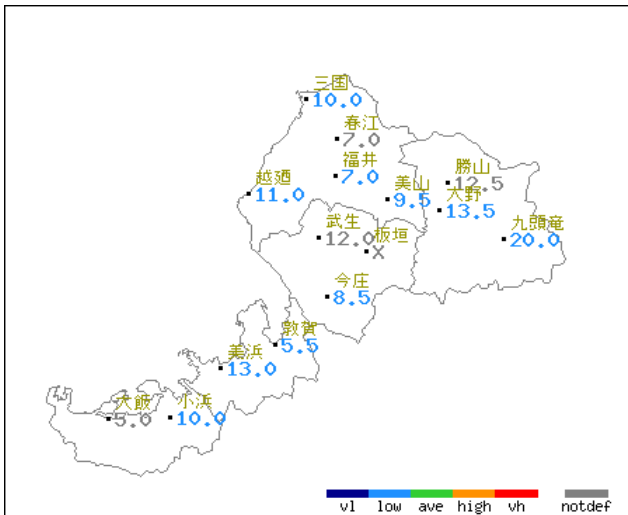 三国
10.0
春江
7.0
福井
7.0
越廼
11.0
美山
9.5
勝山
12.5
大野
13.5
九頭竜
20.0
武生
12.0
板垣
X
今庄
8.5
敦賀
5.5
美浜
13.0
大飯
5.0
小浜
10.0
vl low ave high vh notdef